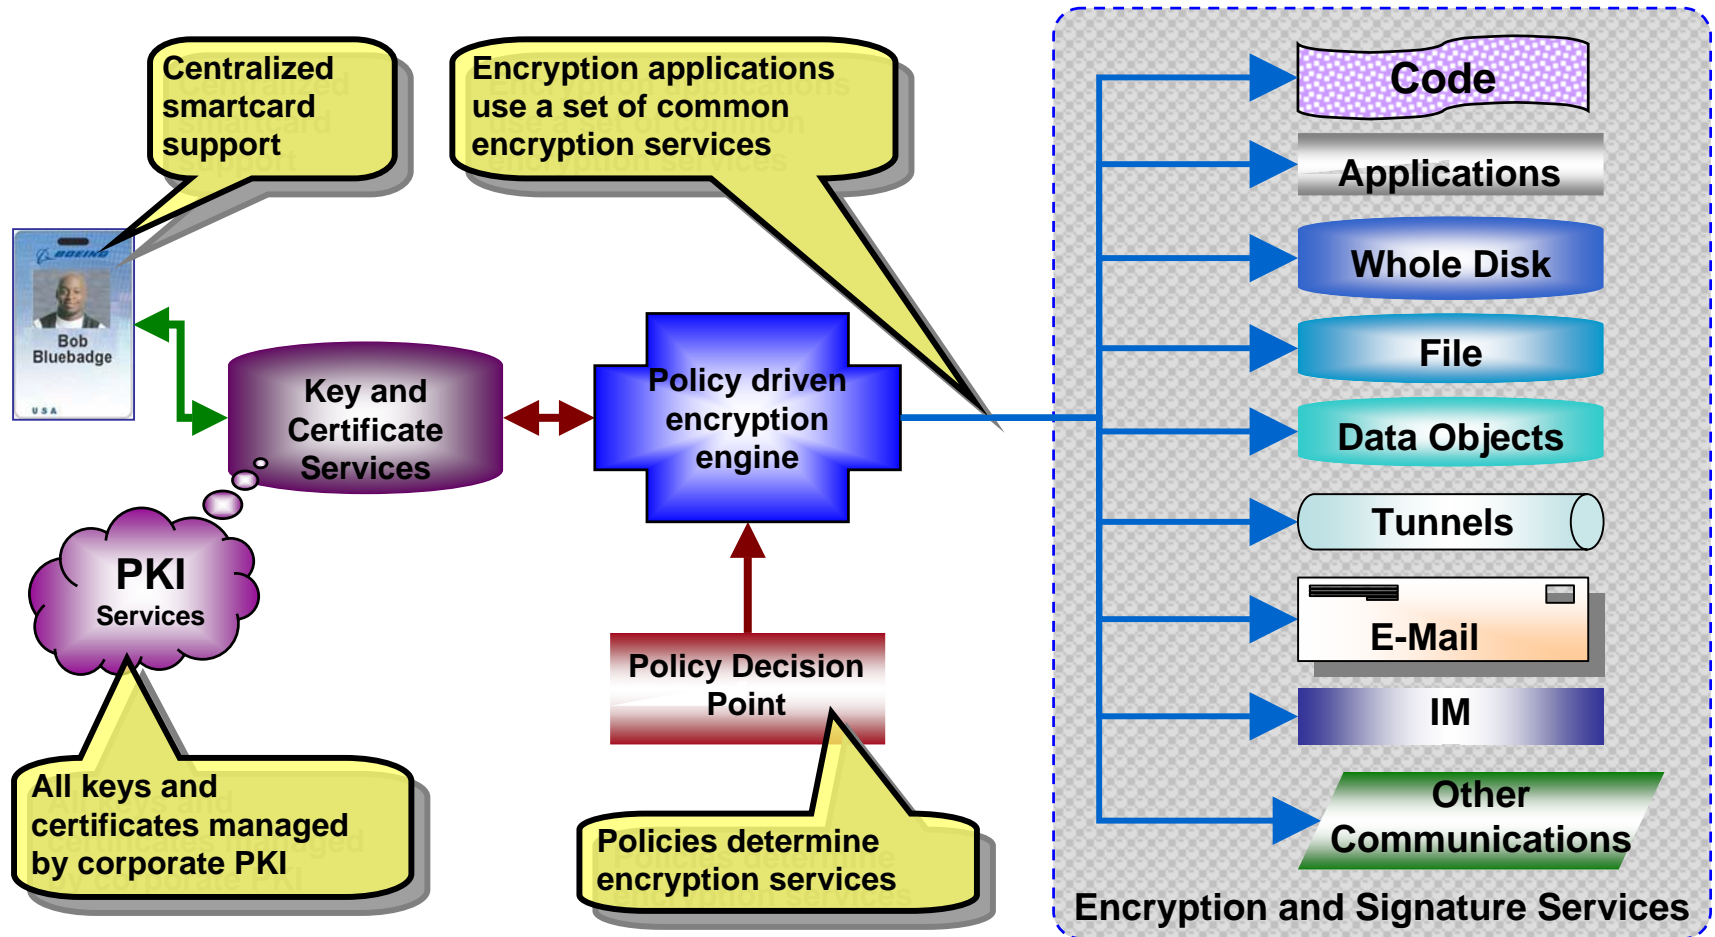 Centralized
smartcard
support
Encryption applications
use a set of common
encryption services
BOEING
Bob
Bluebadge
USA
Key and
Certificate
Services
Policy driven
encryption
engine
PKI
Services
Policy Decision
Point
All keys and
certificates managed
by corporate PKI
Policies determine
encryption services
Code
Applications
Whole Disk
File
Data Objects
Tunnels
E-Mail
IM
Other
Communications
Encryption and Signature Services